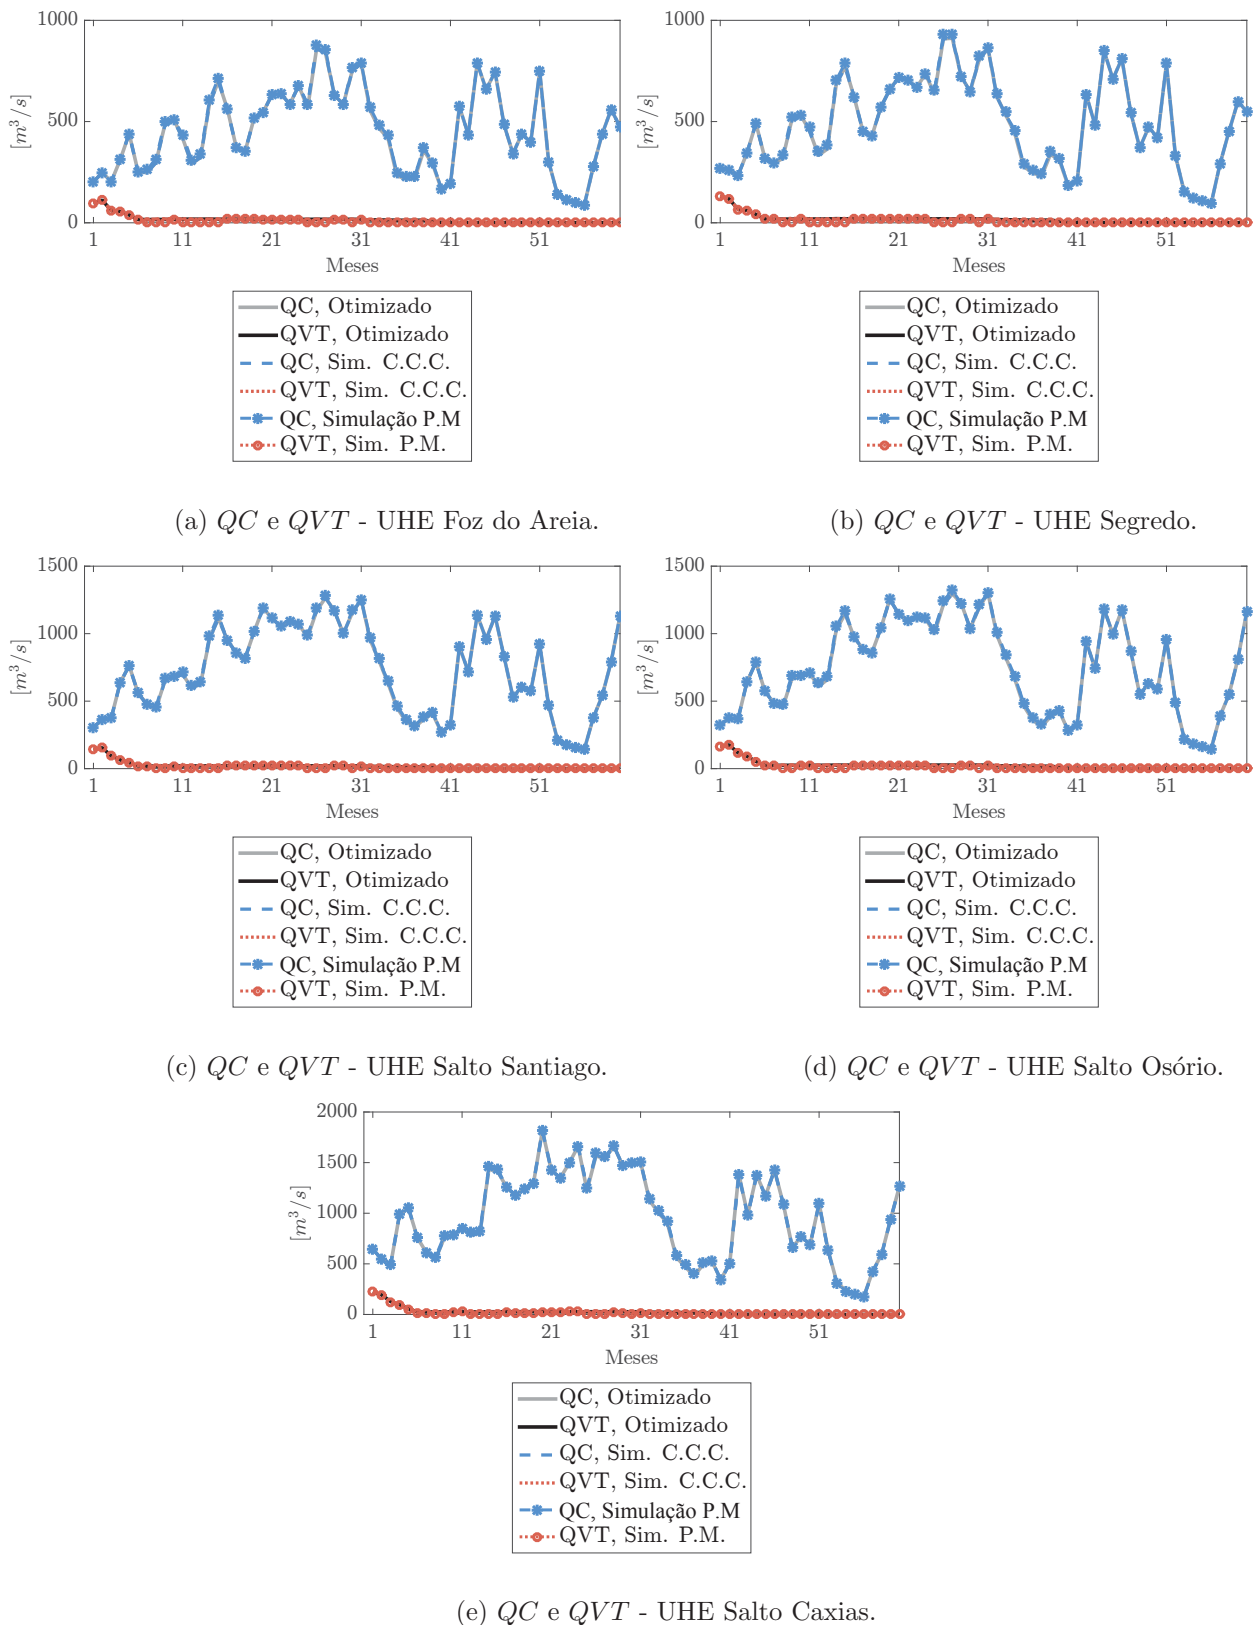 1000
500
0
[m³/s]
1 11 21 31 41 51
Meses
QC, Otimizado
QVT, Otimizado
QC, Sim. C.C.C.
QVT, Sim. C.C.C.
QC, Simulação P.M
QVT, Sim. P.M.
(a) QC e QVT - UHE Foz do Areia.
1000
500
0
[m³/s]
1 11 21 31 41 51
Meses
QC, Otimizado
QVT, Otimizado
QC, Sim. C.C.C.
QVT, Sim. C.C.C.
QC, Simulação P.M
QVT, Sim. P.M.
(b) QC e QVT - UHE Segredo.
1500
1000
500
0
[m³/s]
1 11 21 31 41 51
Meses
QC, Otimizado
QVT, Otimizado
QC, Sim. C.C.C.
QVT, Sim. C.C.C.
QC, Simulação P.M
QVT, Sim. P.M.
(c) QC e QVT - UHE Salto Santiago.
1500
1000
500
0
[m³/s]
1 11 21 31 41 51
Meses
QC, Otimizado
QVT, Otimizado
QC, Sim. C.C.C.
QVT, Sim. C.C.C.
QC, Simulação P.M
QVT, Sim. P.M.
(d) QC e QVT - UHE Salto Osório.
2000
1500
1000
500
0
[m³/s]
1 11 21 31 41 51
Meses
QC, Otimizado
QVT, Otimizado
QC, Sim. C.C.C.
QVT, Sim. C.C.C.
QC, Simulação P.M
QVT, Sim. P.M.
(e) QC e QVT - UHE Salto Caxias.